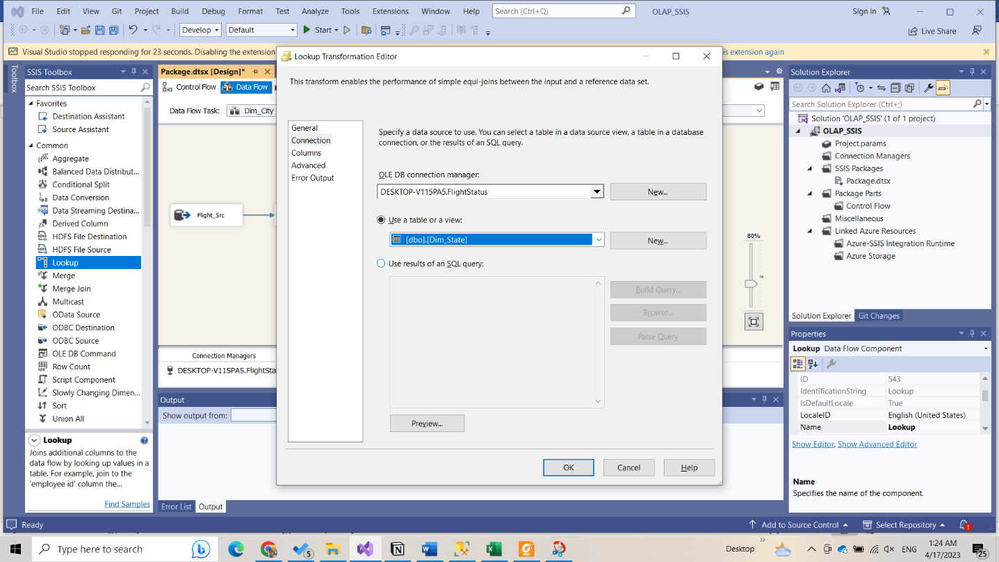 File Edit View Git Project Build Debug Format Test Analyze Tools Extensions Window Help Search (Ctrl+Q) OLAP_SSIS Sign in
Develop Default Start Live Share
Visual Studio stopped responding for 23 seconds. Disabling the extension
is extension again
Toolbox
SSIS Toolbox
Search SSIS Toolbox
Favorites
Destination Assistant
Source Assistant
Common
Aggregate
Balanced Data Distribut...
Conditional Split
Data Conversion
Data Streaming Destina...
Derived Column
HDFS File Destination
HDFS File Source
Lookup
Merge
Merge Join
Multicast
OData Source
ODBC Destination
ODBC Source
OLE DB Command
Row Count
Script Component
Slowly Changing Dimen...
Sort
Union All
Lookup
Joins additional columns to the
data flow by looking up values in a
table. For example, join to the
'employee id' column the...
Find Samples
Package.dtsx [Design]*
Control Flow Data Flow
Data Flow Task: Dim_City
Flight_Src
80%
Connection Managers
DESKTOP-V115PA5.FlightSta
Output
Show output from:
Error List Output
Lookup Transformation Editor
This transform enables the performance of simple equi-joins between the input and a reference data set.
General
Connection
Columns
Advanced
Error Output
Specify a data source to use. You can select a table in a data source view, a table in a database
connection, or the results of an SQL query.
OLE DB connection manager:
DESKTOP-V115PA5.FlightStatus New...
Use a table or a view:
[dbo].[Dim_State] New...
Use results of an SQL query:
Build Query...
Browse...
Parse Query
Preview...
OK Cancel Help
Solution Explorer
Search Solution Explorer (Ctrl+;)
Solution 'OLAP_SSIS' (1 of 1 project)
OLAP_SSIS
Project.params
Connection Managers
SSIS Packages
Package.dtsx
Package Parts
Control Flow
Miscellaneous
Linked Azure Resources
Azure-SSIS Integration Runtime
Azure Storage
Solution Explorer Git Changes
Properties
Lookup Data Flow Component
ID 543
IdentificationString Lookup
IsDefaultLocale True
LocaleID English (United States)
Name Lookup
Show Editor, Show Advanced Editor
Name
Specifies the name of the component.
Ready Add to Source Control Select Repository 1
Type here to search 5 Desktop ENG 1:24 AM
4/17/2023 25